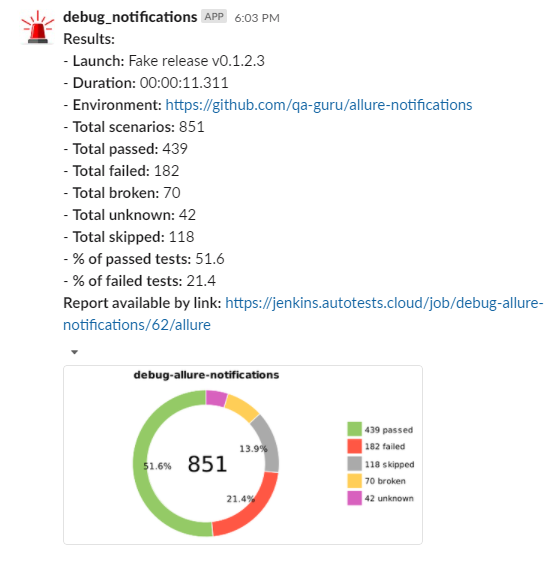 debug_notifications APP 6:03 PM
Results:
- Launch: Fake release v0.1.2.3
- Duration: 00:00:11.311
- Environment: https://github.com/qa-guru/allure-notifications
- Total scenarios: 851
- Total passed: 439
- Total failed: 182
- Total broken: 70
- Total unknown: 42
- Total skipped: 118
- % of passed tests: 51.6
- % of failed tests: 21.4
Report available by link: https://jenkins.autotests.cloud/job/debug-allure-
notifications/62/allure
debug-allure-notifications
439 passed
182 failed
118 skipped
70 broken
42 unknown
13.9%
51.6%
851
21.4%